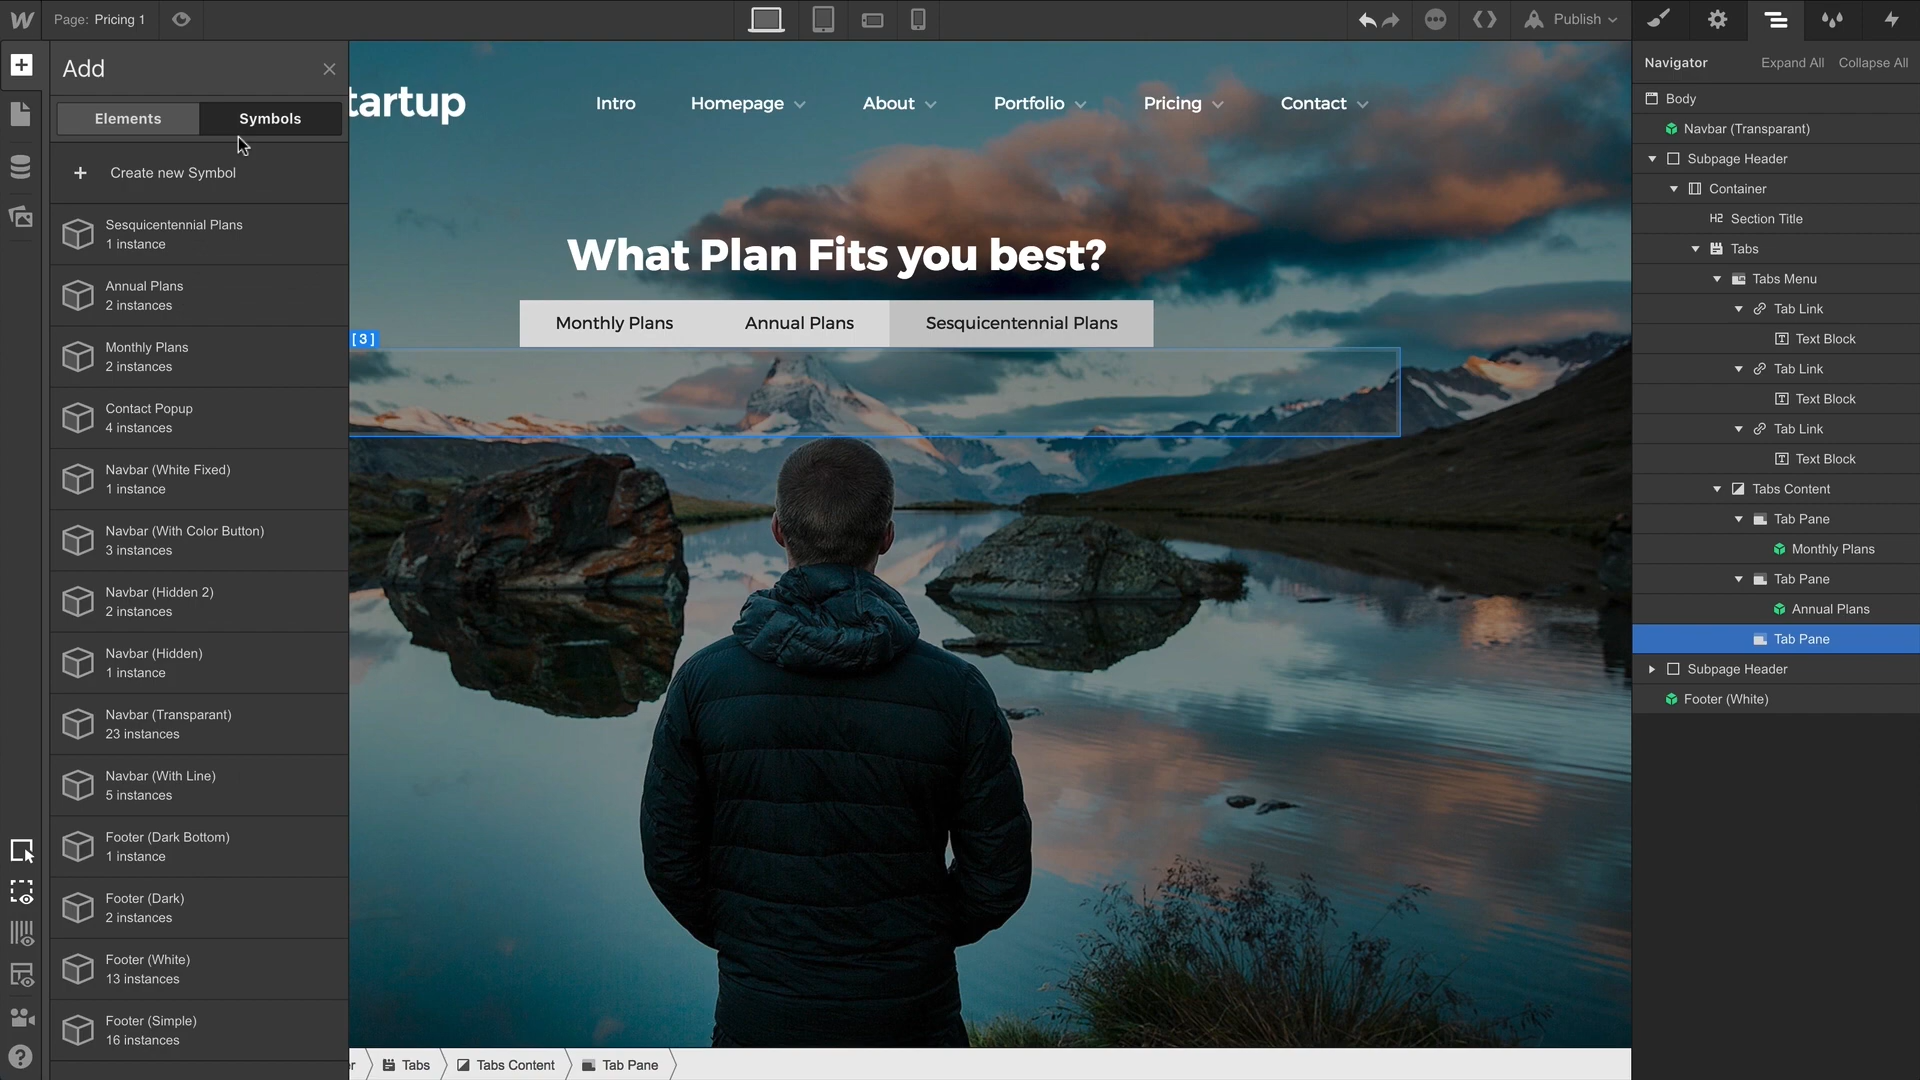 Page: Pricing 1
Publish
Add
Elements
Symbols
Create new Symbol
Sesquicentennial Plans
1 instance
Annual Plans
2 instances
Monthly Plans
2 instances
Contact Popup
4 instances
Navbar (White Fixed)
1 instance
Navbar (With Color Button)
3 instances
Navbar (Hidden 2)
2 instances
Navbar (Hidden)
1 instance
Navbar (Transparant)
23 instances
Navbar (With Line)
5 instances
Footer (Dark Bottom)
1 instance
Footer (Dark)
2 instances
Footer (White)
13 instances
Footer (Simple)
16 instances
tartup
Intro
Homepage
About
Portfolio
Pricing
Contact
What Plan Fits you best?
Monthly Plans
Annual Plans
Sesquicentennial Plans
[3]
r
Tabs
Tabs Content
Tab Pane
Navigator
Expand All
Collapse All
Body
Navbar (Transparant)
Subpage Header
Container
H2 Section Title
Tabs
Tabs Menu
Tab Link
Text Block
Tab Link
Text Block
Tab Link
Text Block
Tabs Content
Tab Pane
Monthly Plans
Tab Pane
Annual Plans
Tab Pane
Subpage Header
Footer (White)